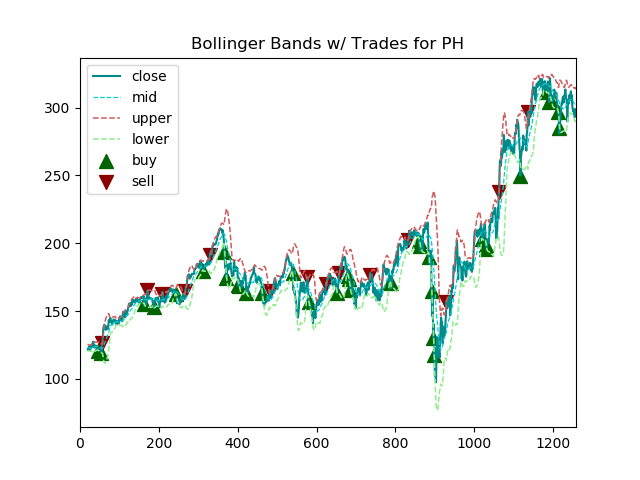 Bollinger Bands w/ Trades for PH
close
mid
upper
lower
buy
sell
300
250
200
150
100
0 200 400 600 800 1000 1200